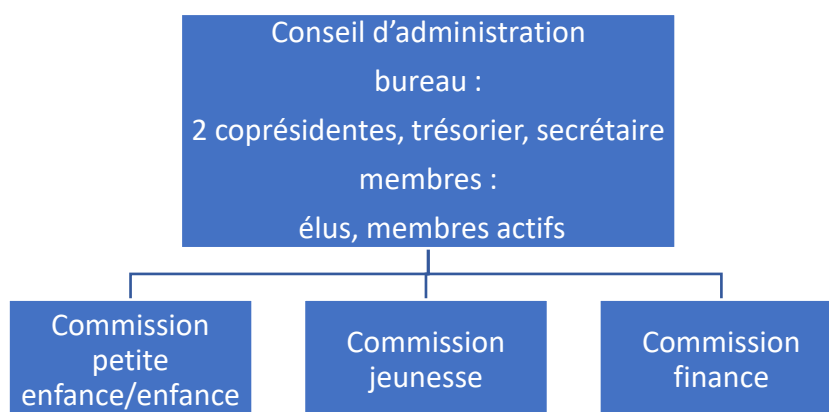 Conseil d’administration
bureau :
2 coprésidentes, trésorier, secrétaire
membres :
élus, membres actifs
Commission
petite
enfance/enfance
Commission
jeunesse
Commission
finance